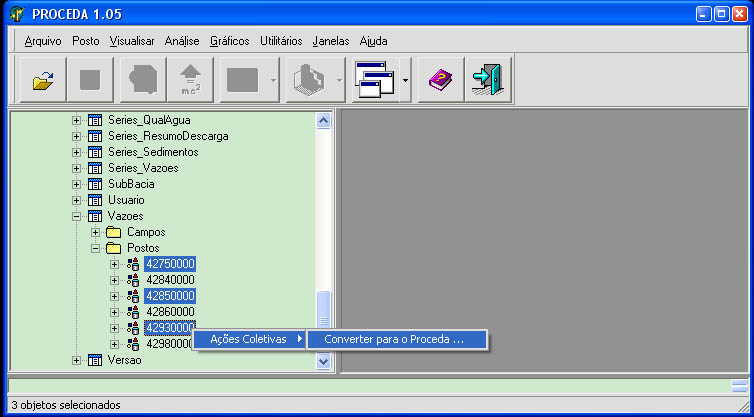 PROCEDA 1.05
Arquivo Posto Visualisar Análise Gráficos Utilitários Janelas Ajuda
mc²
Series_QualAgua
Series_ResumoDescarga
Series_Sedimentos
Series_Vazoes
SubBacia
Usuario
Vazoes
Campos
Postos
42750000
42840000
42850000
42860000
42930000
Ações Coletivas Converter para o Proceda ...
42980000
Versao
3 objetos selecionados